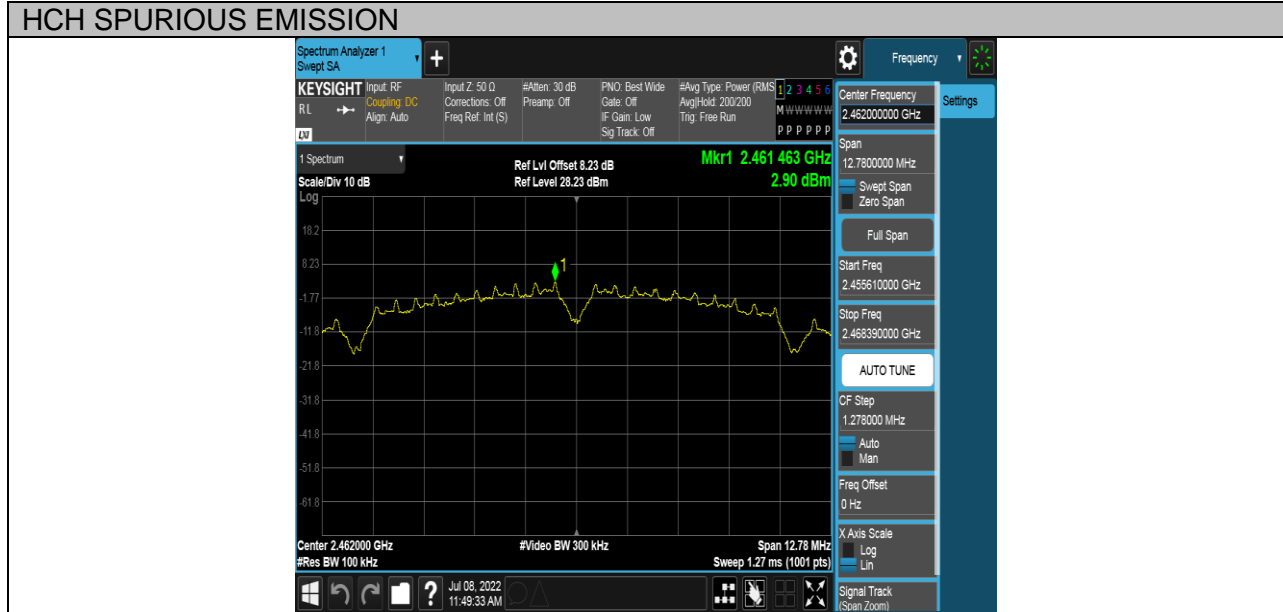 HCH SPURIOUS EMISSION
Spectrum Analyzer 1
Swept SA
+
Frequency
KEYSIGHT
RL
LXI
Input: RF
Coupling: DC
Align: Auto
Input Z: 50 Ω
Corrections: Off
Freq Ref: Int (S)
#Atten: 30 dB
Preamp: Off
PNO: Best Wide
Gate: Off
IF Gain: Low
Sig Track: Off
#Avg Type: Power (RMS
Avg|Hold: 200/200
Trig: Free Run
1 2 3 4 5 6
M W W W W W
P P P P P P
1 Spectrum
Scale/Div 10 dB
Ref Lvl Offset 8.23 dB
Ref Level 28.23 dBm
Mkr1 2.461 463 GHz
2.90 dBm
Log
18.2
8.23
-1.77
-11.8
-21.8
-31.8
-41.8
-51.8
-61.8
1
Center 2.462000 GHz
#Res BW 100 kHz
#Video BW 300 kHz
Span 12.78 MHz
Sweep 1.27 ms (1001 pts)
?
Jul 08, 2022
11:49:33 AM
Center Frequency
2.462000000 GHz
Span
12.7800000 MHz
Swept Span
Zero Span
Full Span
Start Freq
2.455610000 GHz
Stop Freq
2.468390000 GHz
AUTO TUNE
CF Step
1.278000 MHz
Auto
Man
Freq Offset
0 Hz
X Axis Scale
Log
Lin
Signal Track
(Span Zoom)
Settings